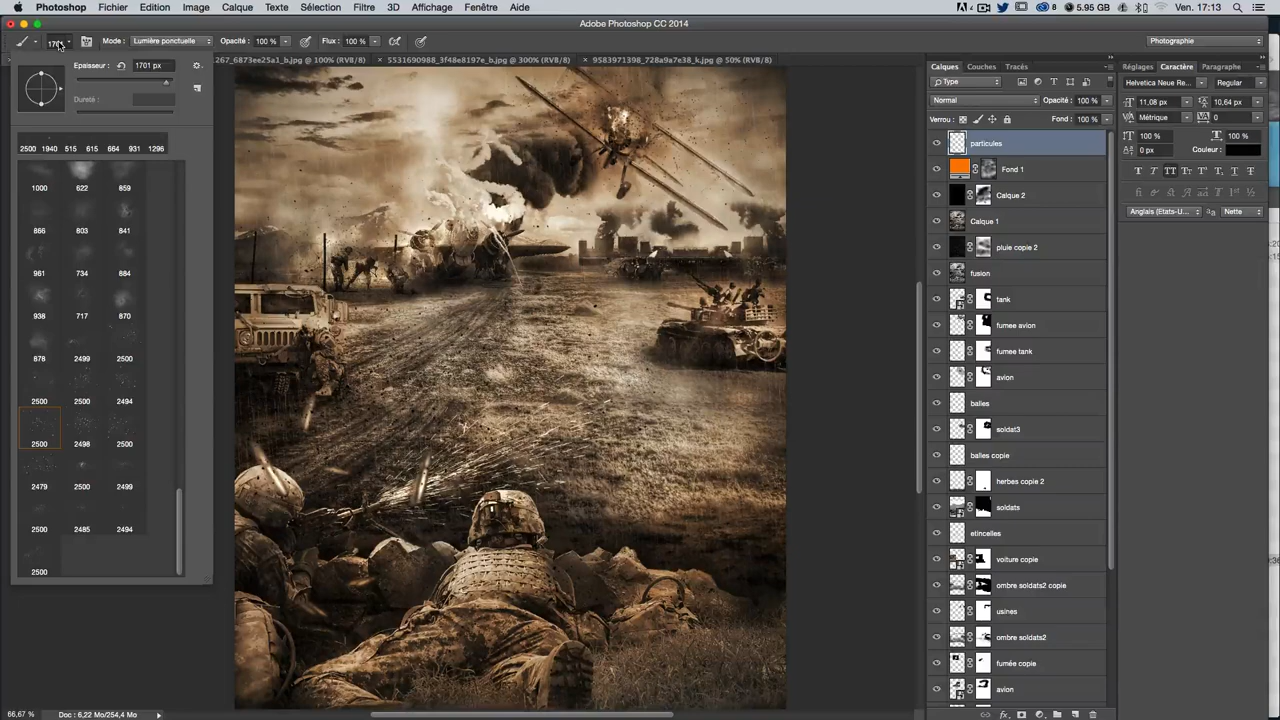 Photoshop Fichier Edition Image Calque Texte Sélection Filtre 3D Affichage Fenêtre Aide 4 5.95 GB Ven. 17:13
Adobe Photoshop CC 2014
Mode : Lumière ponctuelle Opacité : 100 % Flux : 100 % Photographie
267_6873ee25a1_b.jpg @ 100% (RVB/8) × 5531690988_3f48e8197e_b.jpg @ 300% (RVB/8) × 9583971398_728a9a7e38_k.jpg @ 50% (RVB/8)
Epaisseur : 1701 px
Dureté :
2500 1940 515 615 664 931 1296
1000 622 859
866 803 841
961 734 884
938 717 870
878 2499 2500
2500 2500 2494
2500 2498 2500
2479 2500 2499
2500 2485 2494
2500
Calques Couches Tracés
Type
Normal Opacité : 100 %
Verrou : Fond : 100 %
particules
Fond 1
Calque 2
Calque 1
pluie copie 2
fusion
tank
fumee avion
fumee tank
avion
balles
soldat3
balles copie
herbes copie 2
soldats
etincelles
voiture copie
ombre soldats2 copie
usines
ombre soldats2
fumée copie
avion
Réglages Caractère Paragraphe
Helvetica Neue Re... Regular
11,08 px 10,64 px
Métrique 0
100 % 100 %
0 px Couleur :
Anglais (Etats-U... Nette
66,67 % Doc : 6,22 Mo/254,4 Mo